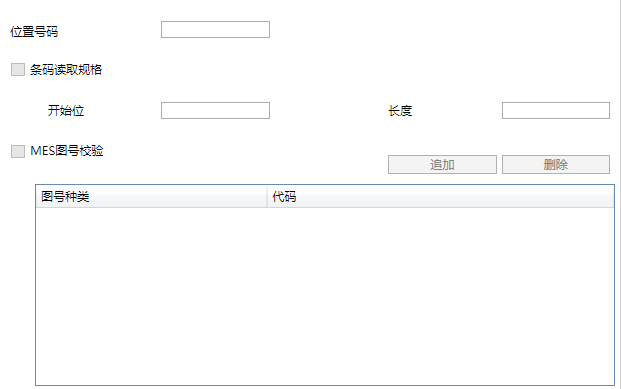 位置号码
条码读取规格
开始位 长度
MES图号校验
追加 删除
图号种类 代码